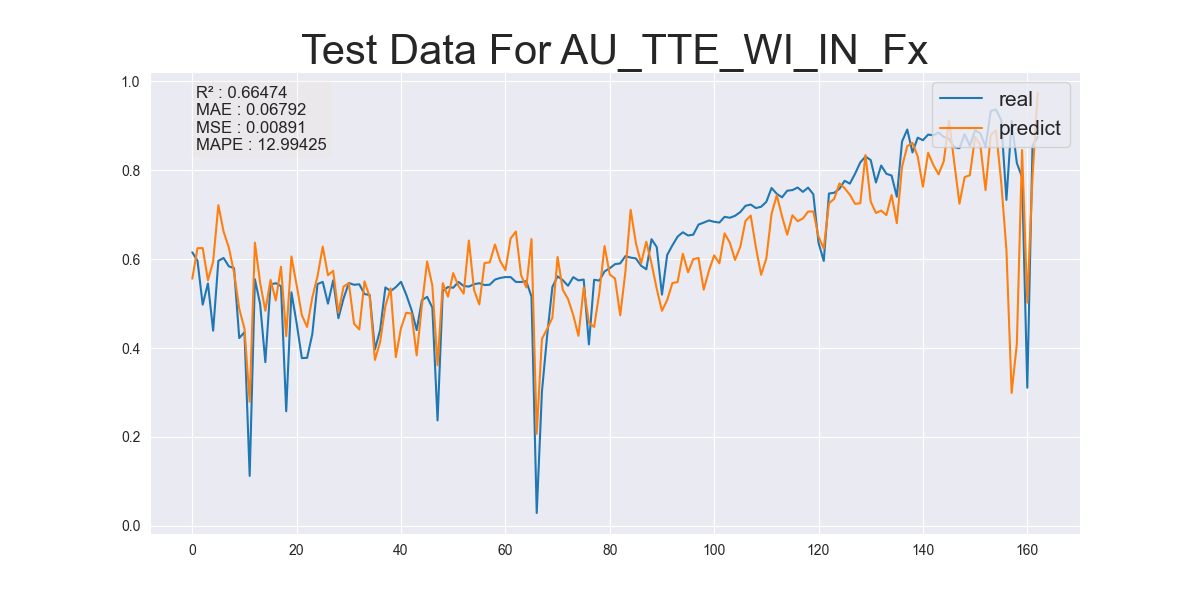 Test Data For AU_TTE_WI_IN_Fx
R² : 0.66474
MAE : 0.06792
MSE : 0.00891
MAPE : 12.99425
real
predict
1.0
0.8
0.6
0.4
0.2
0.0
0 20 40 60 80 100 120 140 160